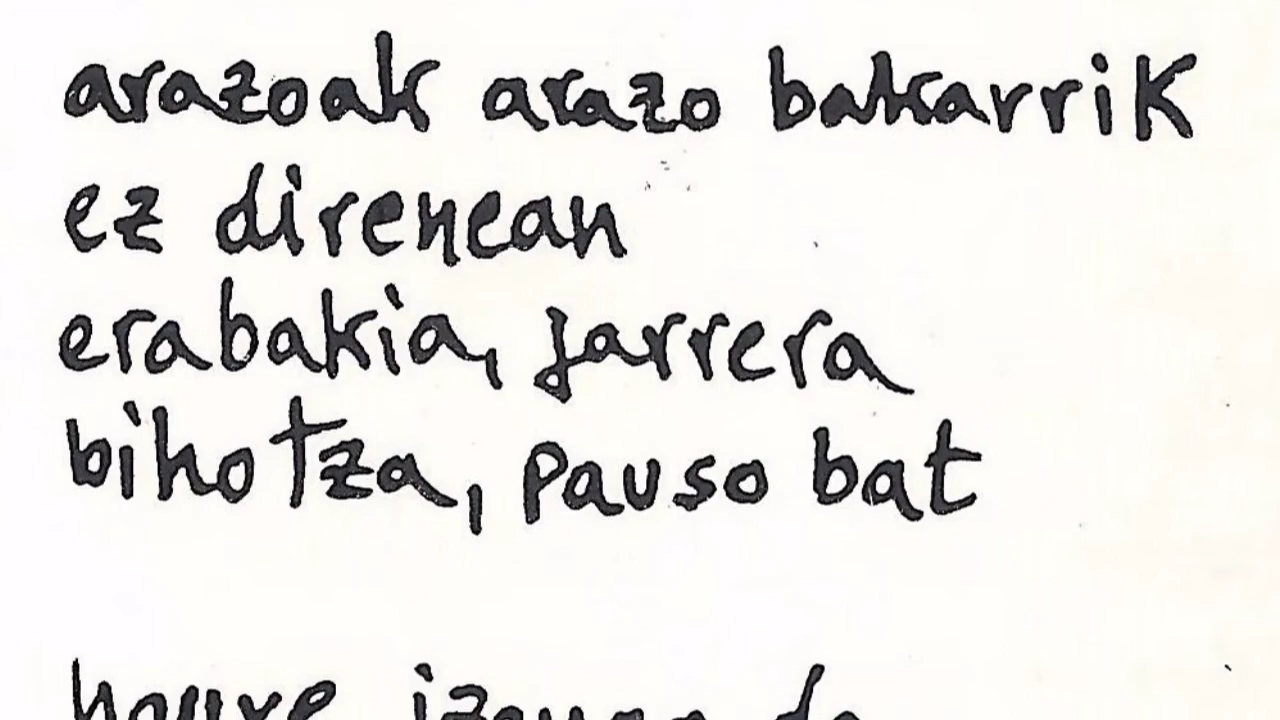 arazoak arazo bakarrik
ez direnean
erabakia, jarrera
bihotza, pauso bat